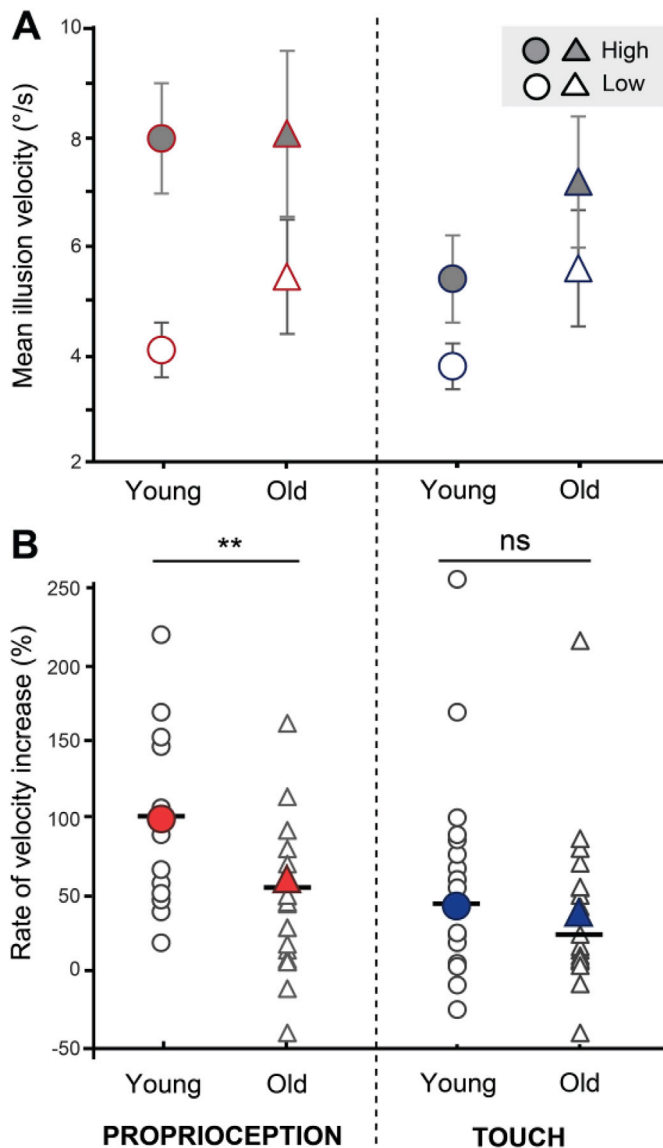 A
Mean illusion velocity (°/s)
10
8
6
4
2
High
Low
Young
Old
Young
Old
B
Rate of velocity increase (%)
**
ns
250
200
150
100
50
0
-50
Young
Old
Young
Old
PROPRIOCEPTION
TOUCH